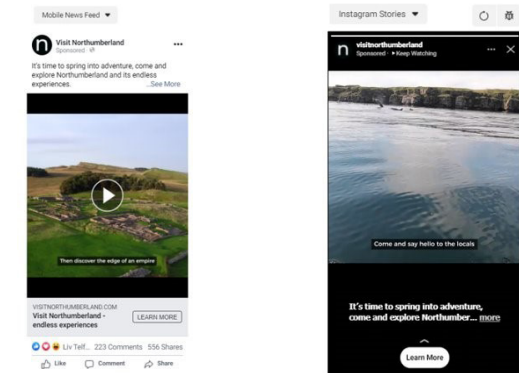 Mobile News Feed
n
Visit Northumberland
Sponsored
It's time to spring into adventure, come and
explore Northumberland and its endless
experiences. ...See More
Then discover the edge of an empire
VISITNORTHUMBERLAND.COM
Visit Northumberland -
endless experiences
LEARN MORE
Liv Telf... 223 Comments 556 Shares
Like Comment Share
Instagram Stories
n
visitnorthumberland
Sponsored · Keep Watching
Come and say hello to the locals
It's time to spring into adventure,
come and explore Northumber... more
Learn More